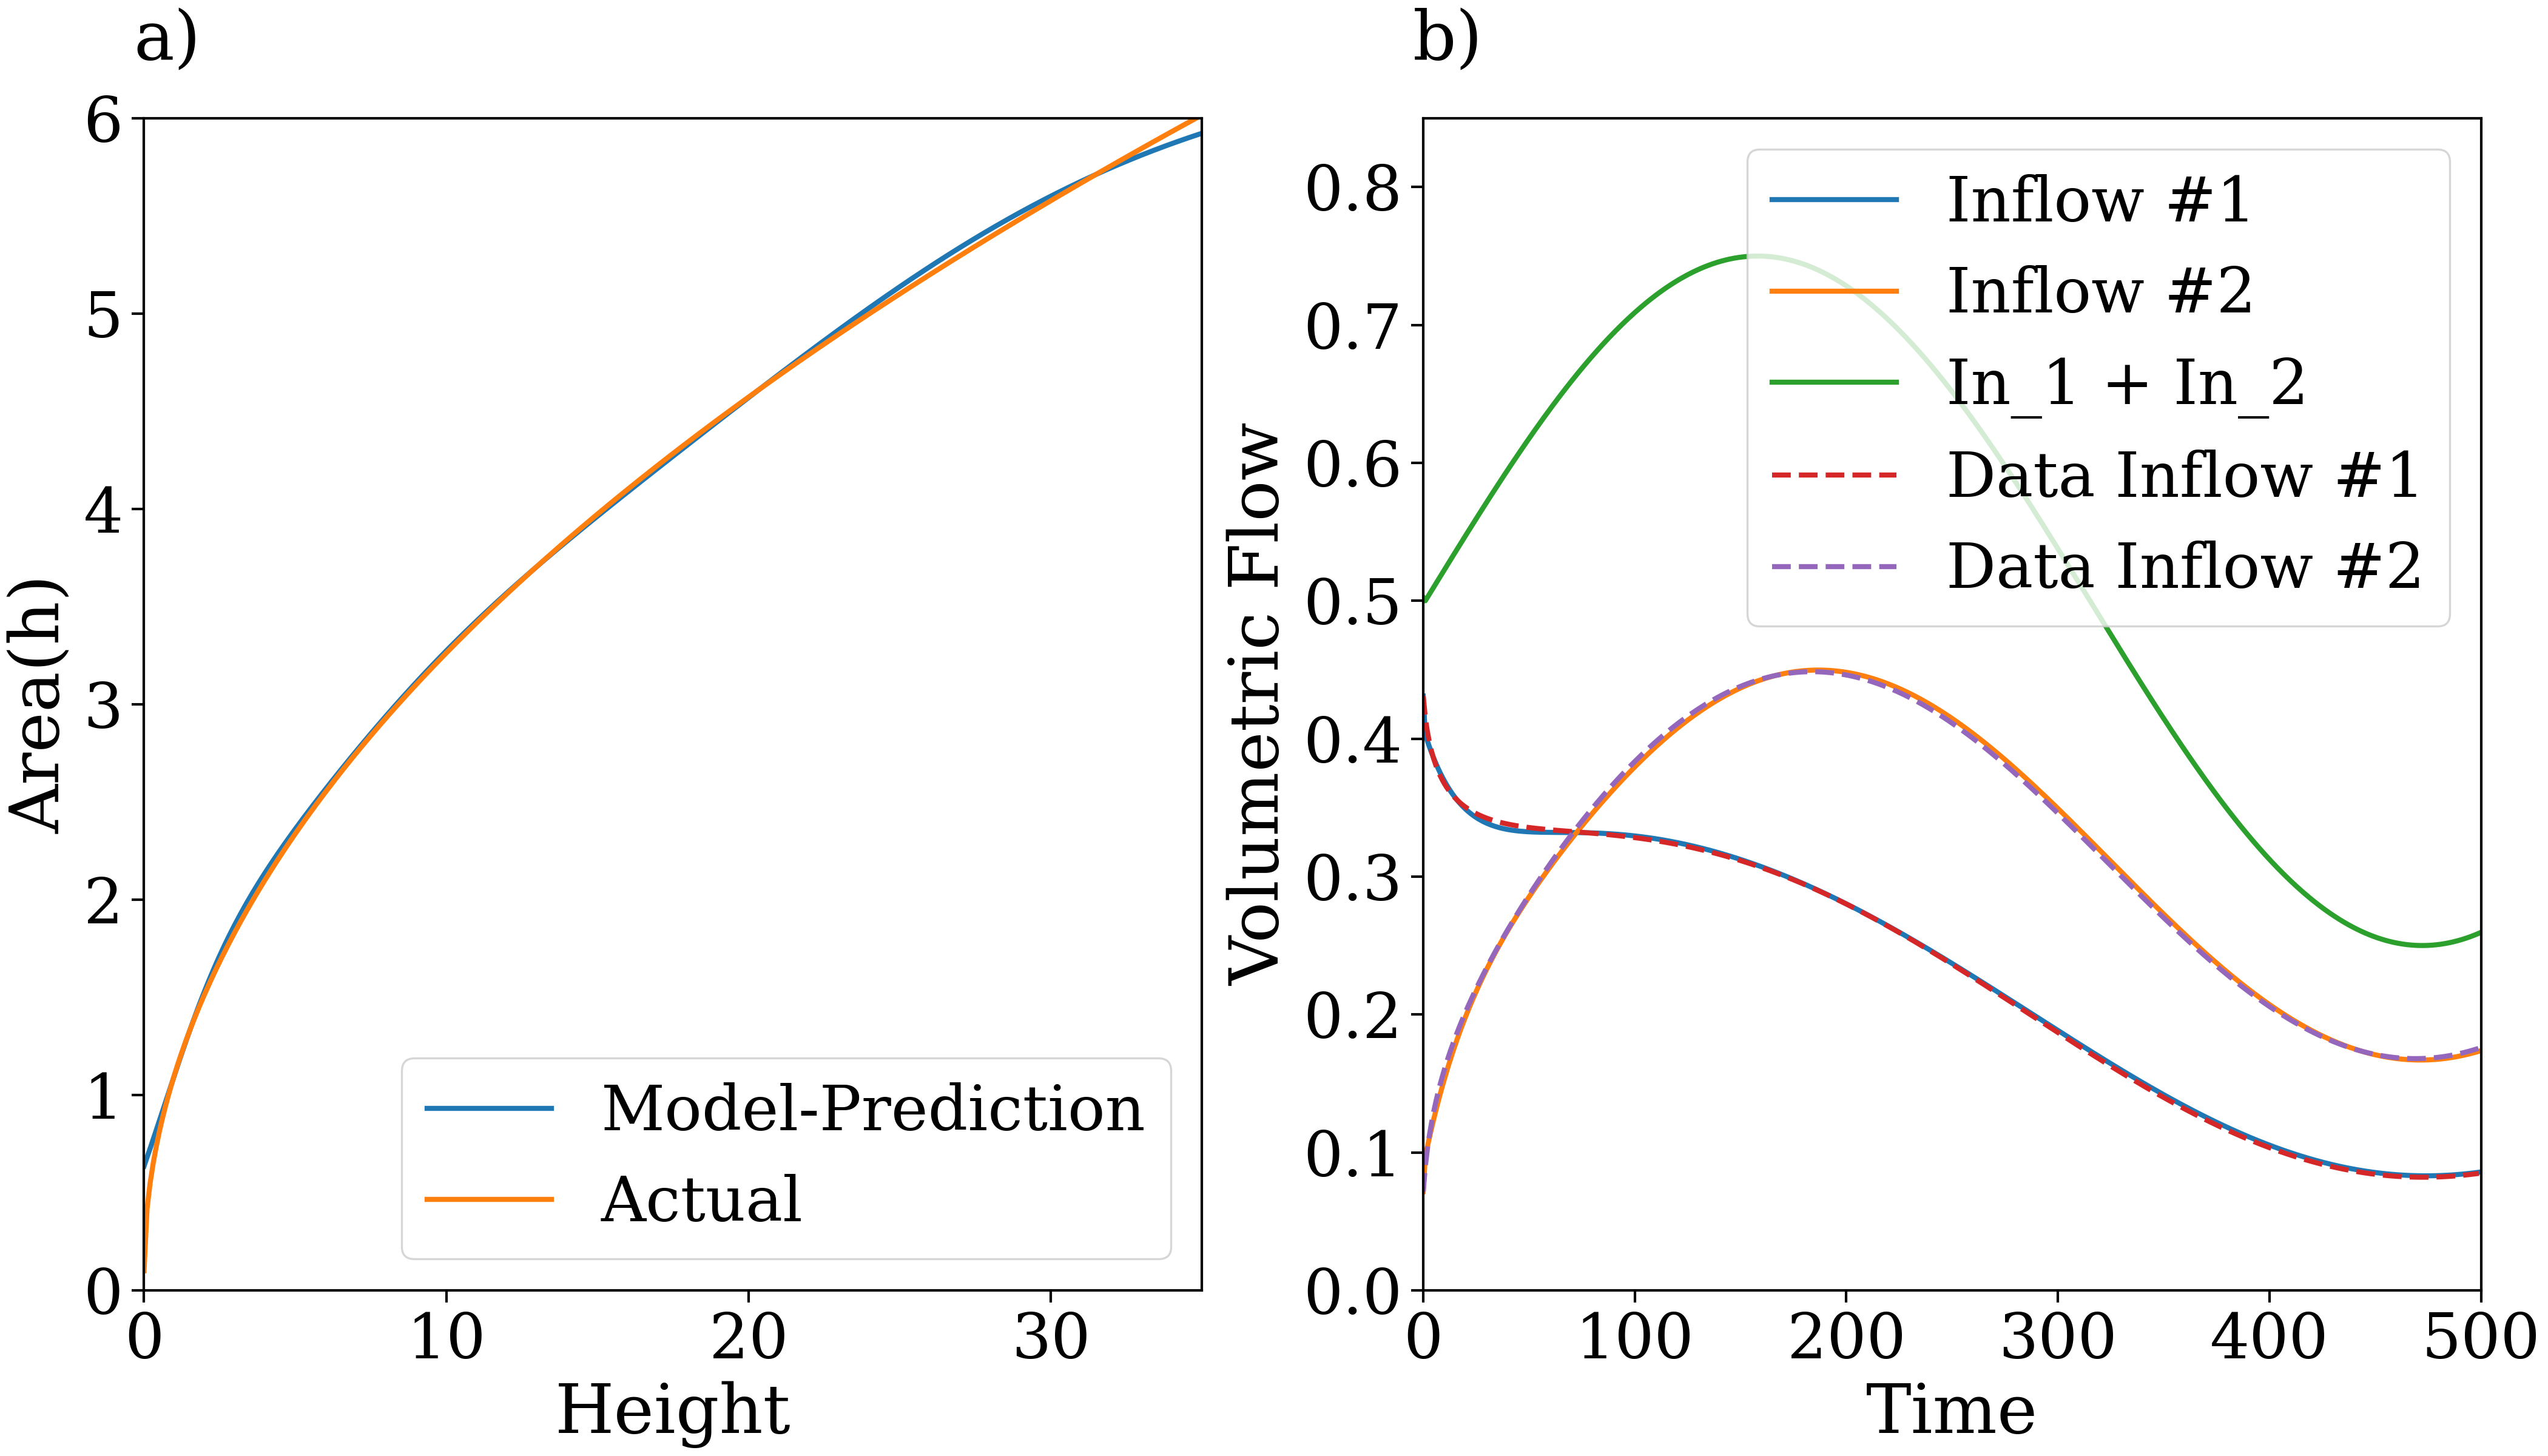 a)
6
5
4
3
2
1
0
Area(h)
0 10 20 30
Height
Model-Prediction
Actual
b)
0.8
0.7
0.6
0.5
0.4
0.3
0.2
0.1
0.0
Volumetric Flow
0 100 200 300 400 500
Time
Inflow #1
Inflow #2
In_1 + In_2
Data Inflow #1
Data Inflow #2